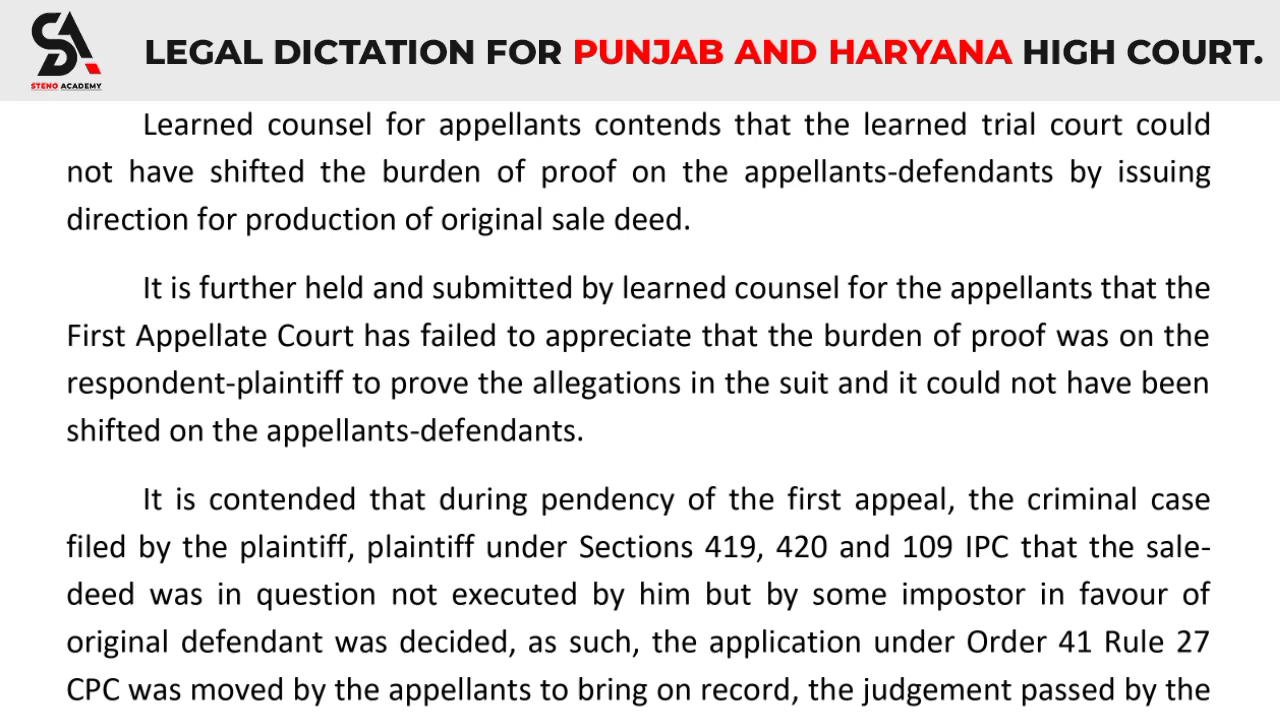 LEGAL DICTATION FOR PUNJAB AND HARYANA HIGH COURT.
STENO ACADEMY
Learned counsel for appellants contends that the learned trial court could
not have shifted the burden of proof on the appellants-defendants by issuing
direction for production of original sale deed.
It is further held and submitted by learned counsel for the appellants that the
First Appellate Court has failed to appreciate that the burden of proof was on the
respondent-plaintiff to prove the allegations in the suit and it could not have been
shifted on the appellants-defendants.
It is contended that during pendency of the first appeal, the criminal case
filed by the plaintiff, plaintiff under Sections 419, 420 and 109 IPC that the sale-
deed was in question not executed by him but by some impostor in favour of
original defendant was decided, as such, the application under Order 41 Rule 27
CPC was moved by the appellants to bring on record, the judgement passed by the